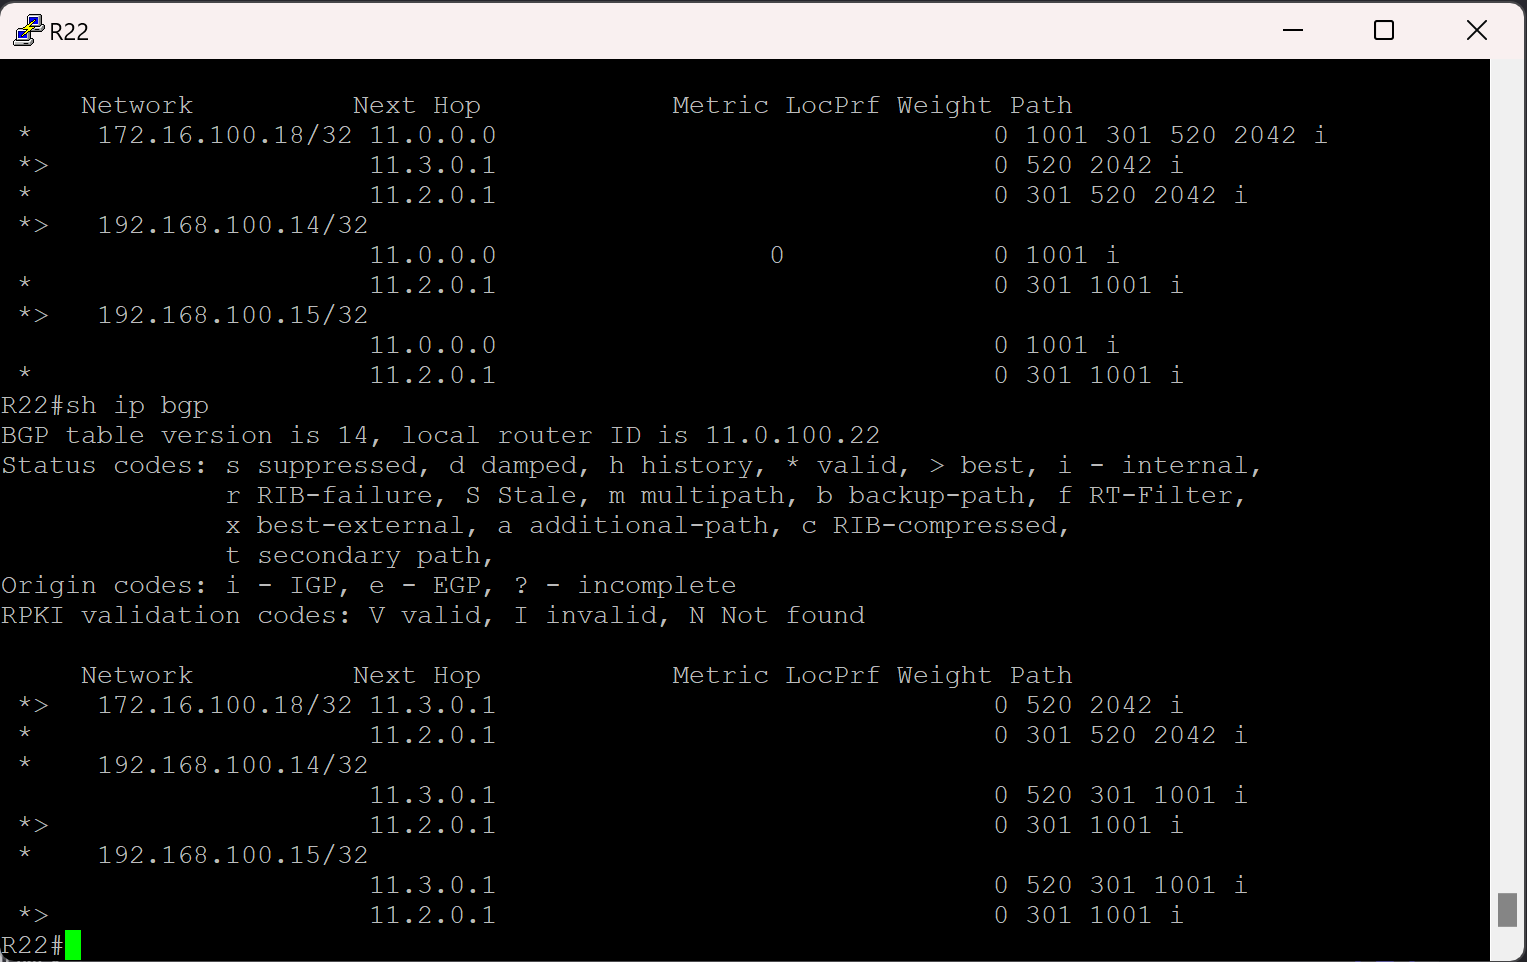 R22
Network Next Hop Metric LocPrf Weight Path
* 172.16.100.18/32 11.0.0.0 0 1001 301 520 2042 i
*> 11.3.0.1 0 520 2042 i
* 11.2.0.1 0 301 520 2042 i
*> 192.168.100.14/32
11.0.0.0 0 0 1001 i
* 11.2.0.1 0 301 1001 i
*> 192.168.100.15/32
11.0.0.0 0 1001 i
* 11.2.0.1 0 301 1001 i
R22#sh ip bgp
BGP table version is 14, local router ID is 11.0.100.22
Status codes: s suppressed, d damped, h history, * valid, > best, i - internal,
r RIB-failure, S Stale, m multipath, b backup-path, f RT-Filter,
x best-external, a additional-path, c RIB-compressed,
t secondary path,
Origin codes: i - IGP, e - EGP, ? - incomplete
RPKI validation codes: V valid, I invalid, N Not found
Network Next Hop Metric LocPrf Weight Path
*> 172.16.100.18/32 11.3.0.1 0 520 2042 i
* 11.2.0.1 0 301 520 2042 i
* 192.168.100.14/32
11.3.0.1 0 520 301 1001 i
*> 11.2.0.1 0 301 1001 i
* 192.168.100.15/32
11.3.0.1 0 520 301 1001 i
*> 11.2.0.1 0 301 1001 i
R22#